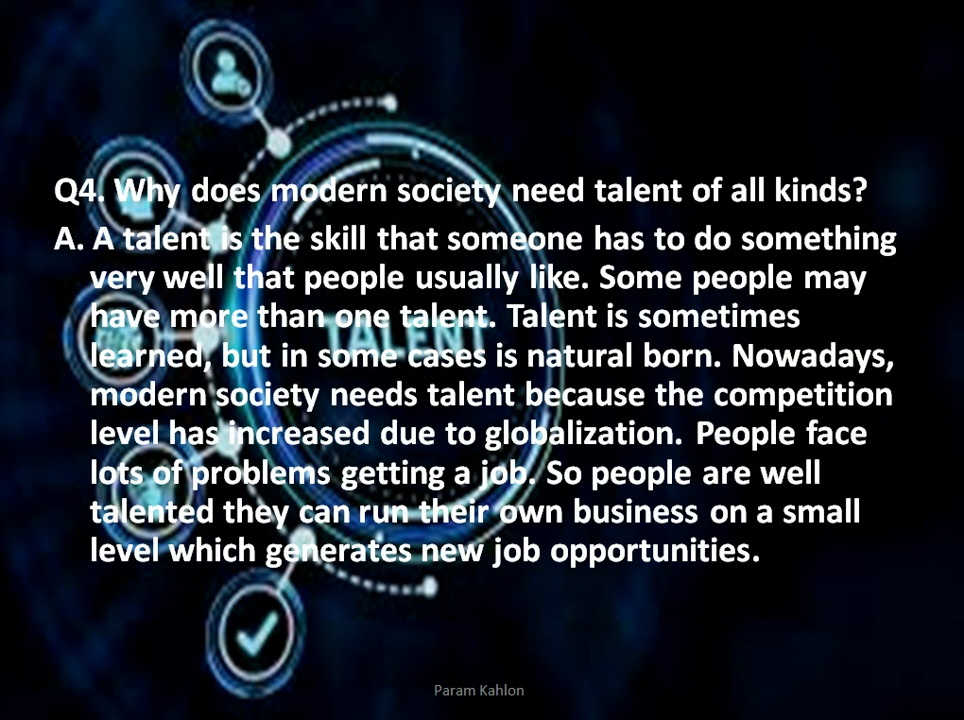 Q4. Why does modern society need talent of all kinds?
A. A talent is the skill that someone has to do something
very well that people usually like. Some people may
have more than one talent. Talent is sometimes
learned, but in some cases is natural born. Nowadays,
modern society needs talent because the competition
level has increased due to globalization. People face
lots of problems getting a job. So people are well
talented they can run their own business on a small
level which generates new job opportunities.
TALENT
Param Kahlon